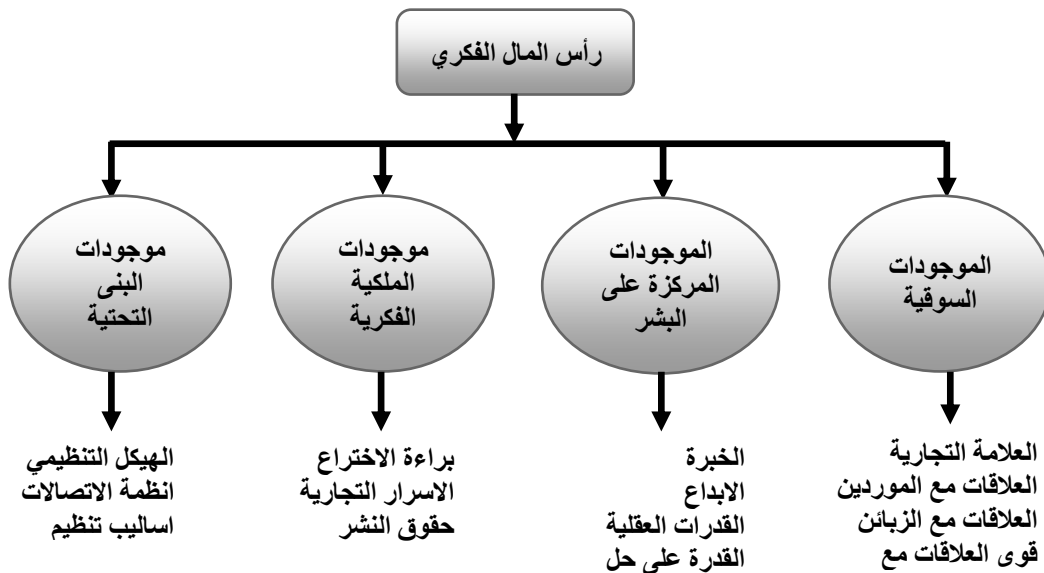 رأس المال الفكري
الموجودات
السوقية
الموجودات
المركزة على
البشر
موجودات
الملكية
الفكرية
موجودات
البنى
التحتية
العلامة التجارية
العلاقات مع الموردين
العلاقات مع الزبائن
قوى العلاقات مع
الخبرة
الابداع
القدرات العقلية
القدرة على حل
براءة الاختراع
الاسرار التجارية
حقوق النشر
الهيكل التنظيمي
انظمة الاتصالات
اساليب تنظيم